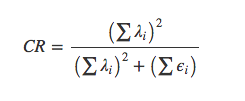 CR = (∑ λᵢ)² / ((∑ λᵢ)² + (∑ ϵᵢ))